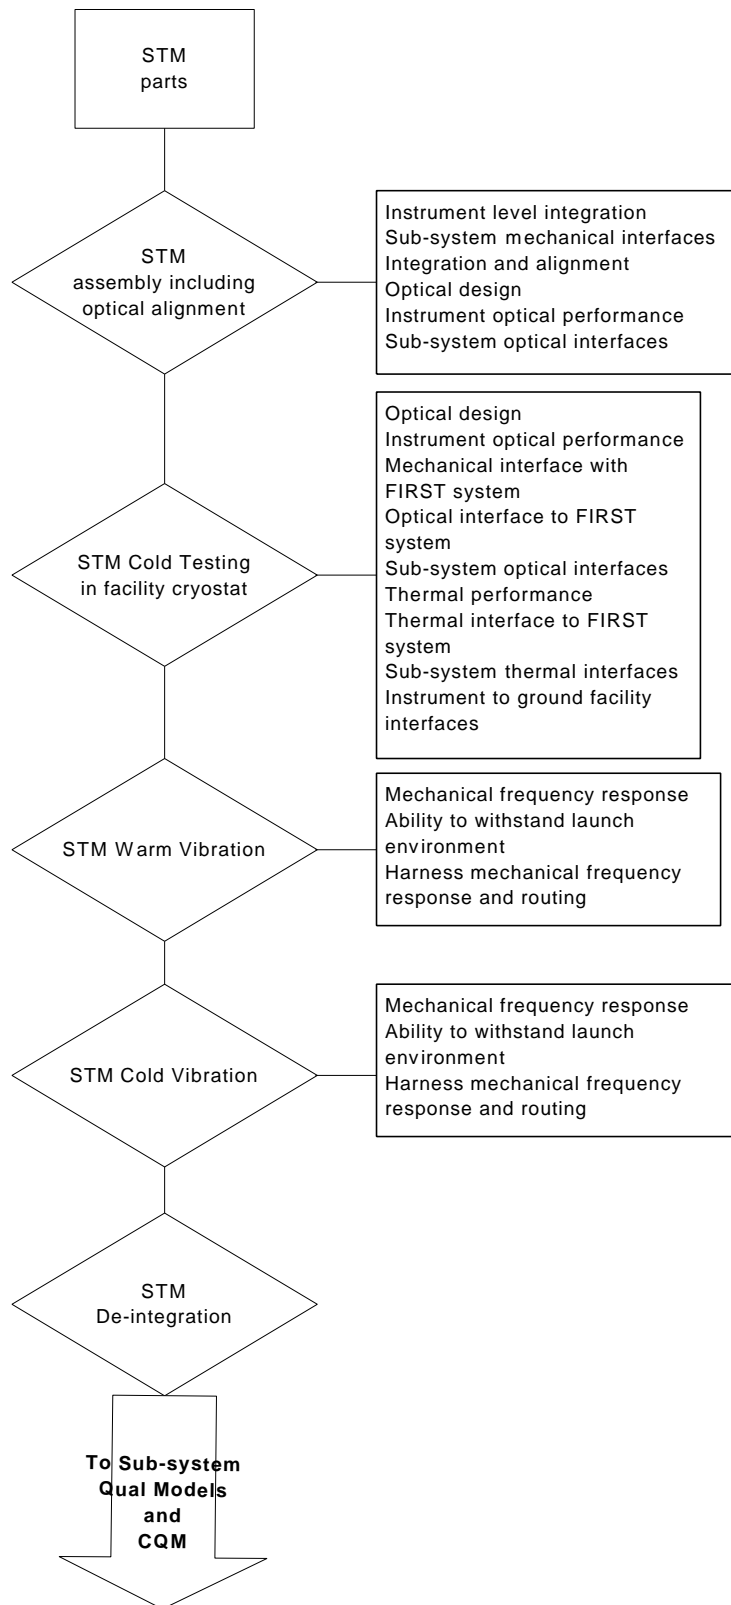 STM
parts
STM
assembly including
optical alignment
Instrument level integration
Sub-system mechanical interfaces
Integration and alignment
Optical design
Instrument optical performance
Sub-system optical interfaces
STM Cold Testing
in facility cryostat
Optical design
Instrument optical performance
Mechanical interface with
FIRST system
Optical interface to FIRST
system
Sub-system optical interfaces
Thermal performance
Thermal interface to FIRST
system
Sub-system thermal interfaces
Instrument to ground facility
interfaces
STM Warm Vibration
Mechanical frequency response
Ability to withstand launch
environment
Harness mechanical frequency
response and routing
STM Cold Vibration
Mechanical frequency response
Ability to withstand launch
environment
Harness mechanical frequency
response and routing
STM
De-integration
To Sub-system
Qual Models
and
CQM